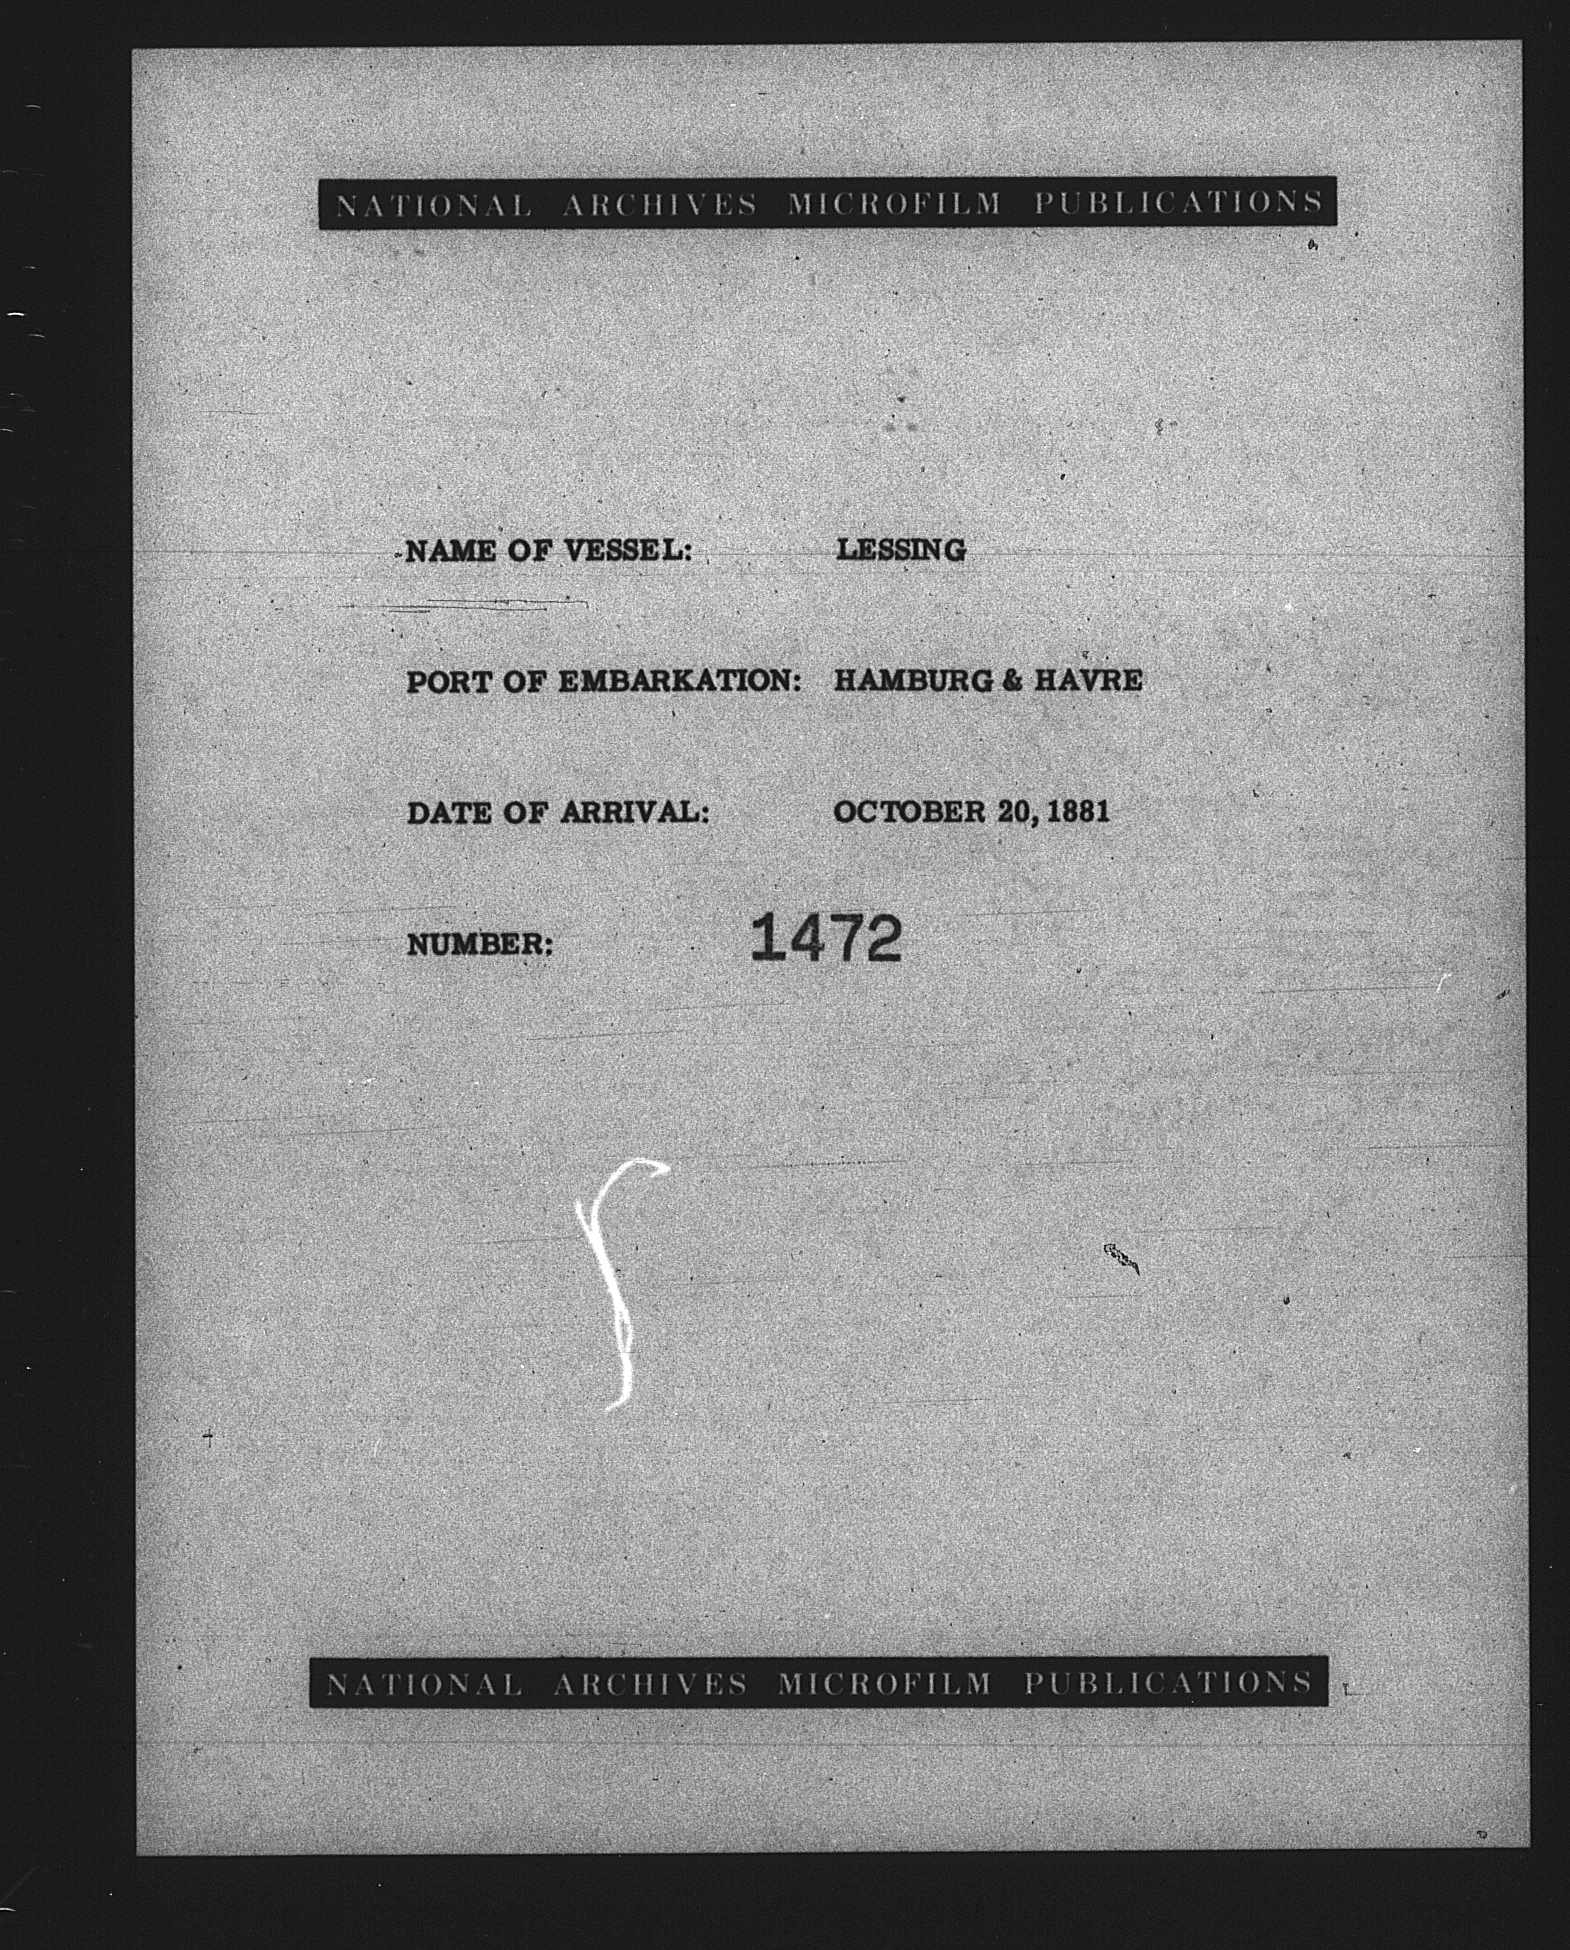 NATIONAL ARCHIVES MICROFILM PUBLICATIONS
NAME OF VESSEL: LESSING
PORT OF EMBARKATION: HAMBURG & HAVRE
DATE OF ARRIVAL: OCTOBER 20, 1881
NUMBER: 1472
NATIONAL ARCHIVES MICROFILM PUBLICATIONS